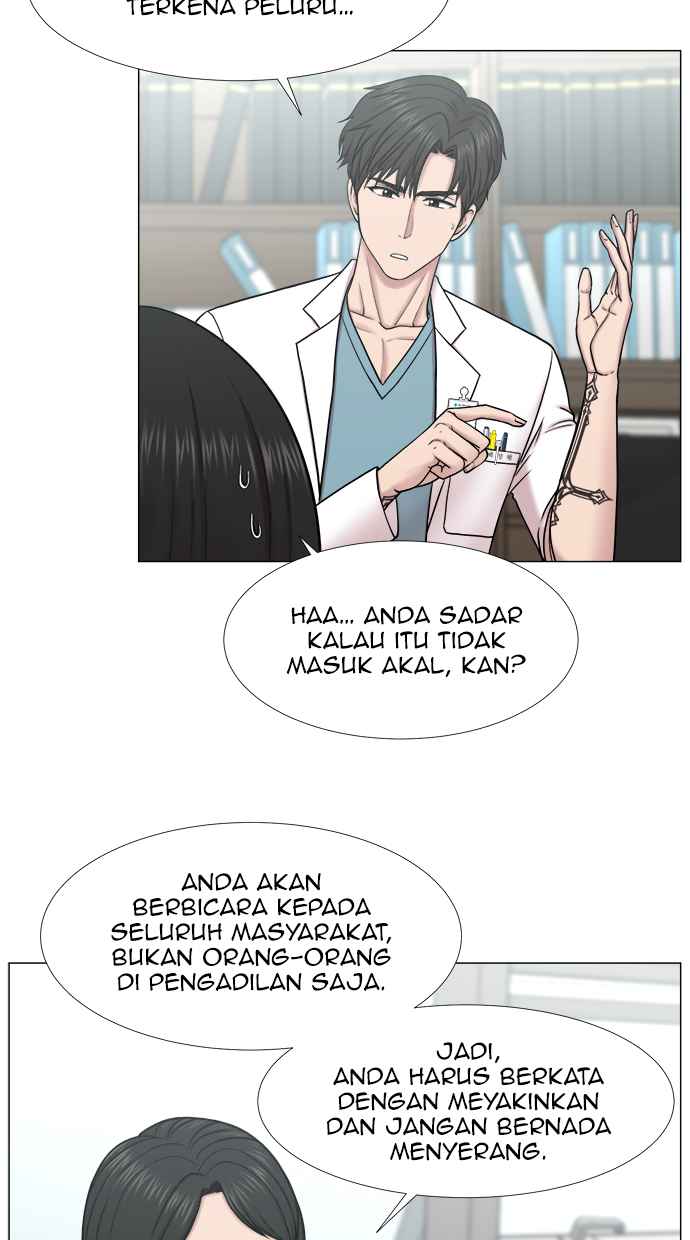 TERKENA PELURU...
HAA... ANDA SADAR
KALAU ITU TIDAK
MASUK AKAL, KAN?
ANDA AKAN
BERBICARA KEPADA
SELURUH MASYARAKAT,
BUKAN ORANG-ORANG
DI PENGADILAN SAJA.
JADI,
ANDA HARUS BERKATA
DENGAN MEYAKINKAN
DAN JANGAN BERNADA
MENYERANG.